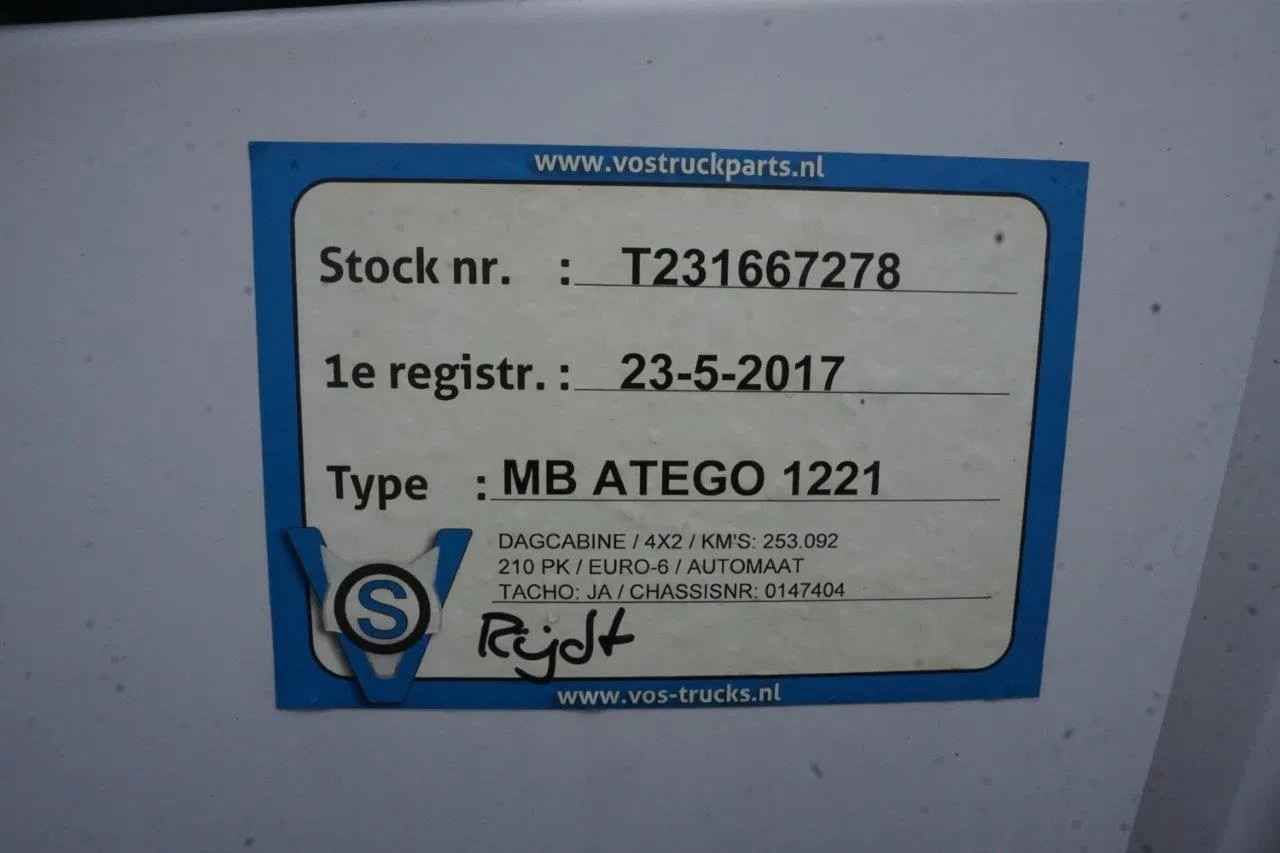 www.vostruckparts.nl
Stock nr. : T231667278
1e registr. : 23-5-2017
Type : MB ATEGO 1221
DAGCABINE / 4X2 / KM'S: 253.092
210 PK / EURO-6 / AUTOMAAT
TACHO: JA / CHASSISNR: 0147404
VOS
Rijdt
www.vos-trucks.nl